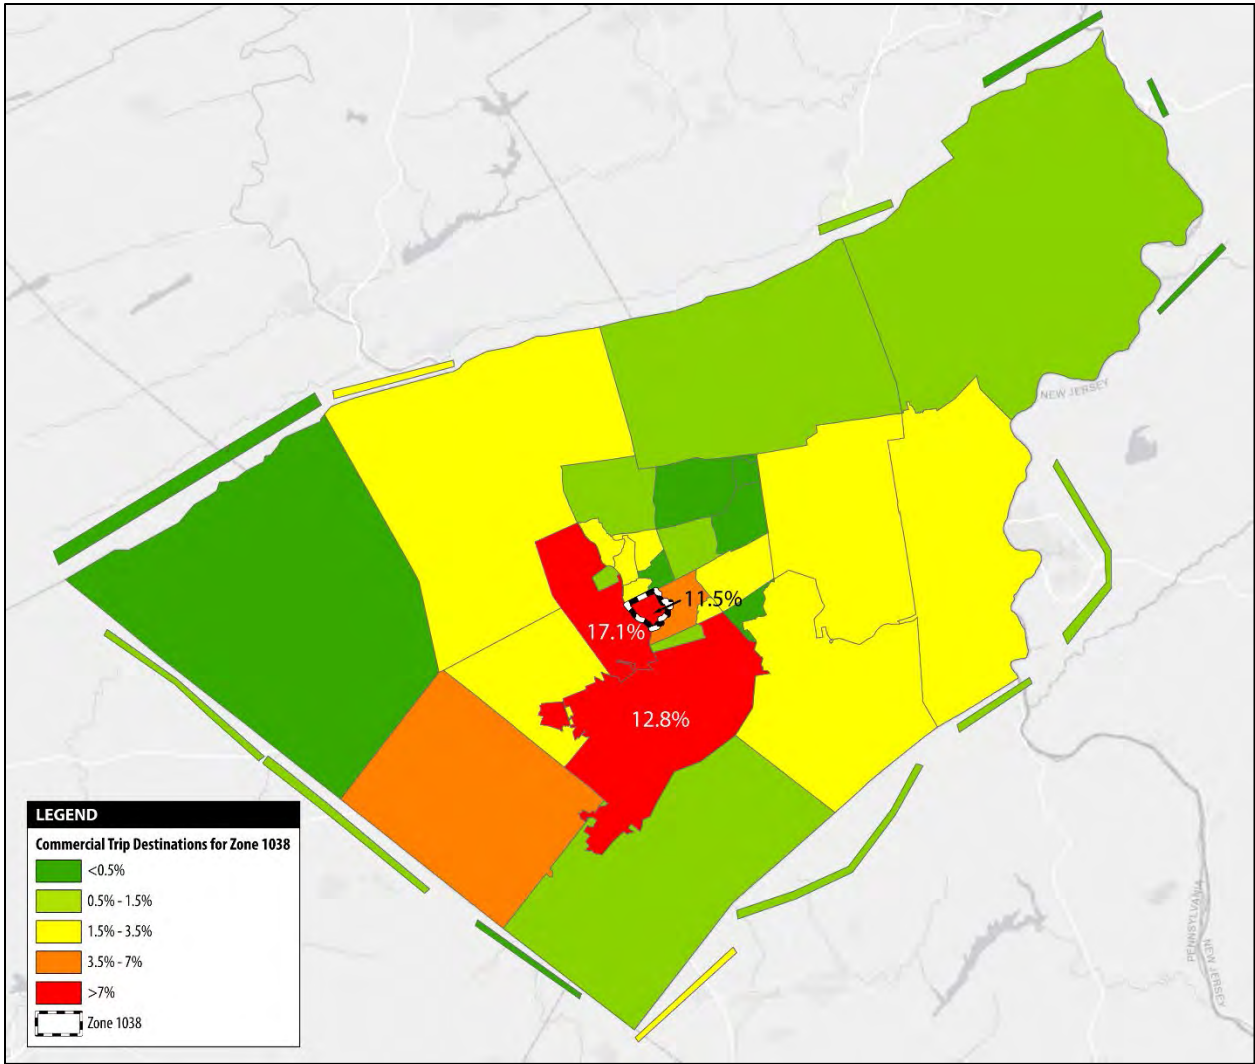 NEW JERSEY
11.5%
17.1%
12.8%
LEGEND
Commercial Trip Destinations for Zone 1038
<0.5%
0.5% - 1.5%
1.5% - 3.5%
3.5% - 7%
>7%
Zone 1038
PENNSYLVANIA
NEW JERSEY